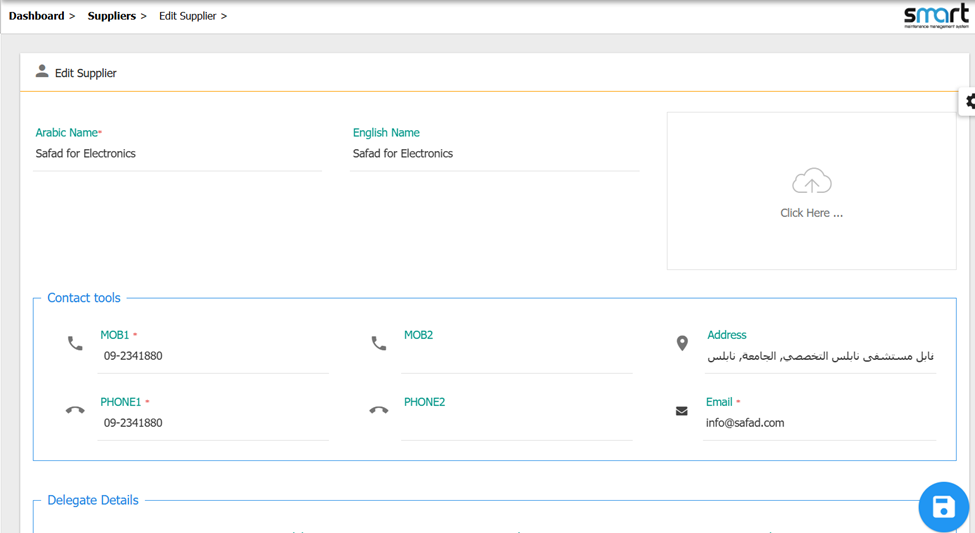 Dashboard > Suppliers > Edit Supplier >
smart
maintenance management system
Edit Supplier
Arabic Name*
Safad for Electronics
English Name
Safad for Electronics
Click Here ...
Contact tools
MOB1 *
09-2341880
MOB2
Address
مستشفى نابلس التخصصي, الجامعة, نابلس
PHONE1 *
09-2341880
PHONE2
Email *
info@safad.com
Delegate Details